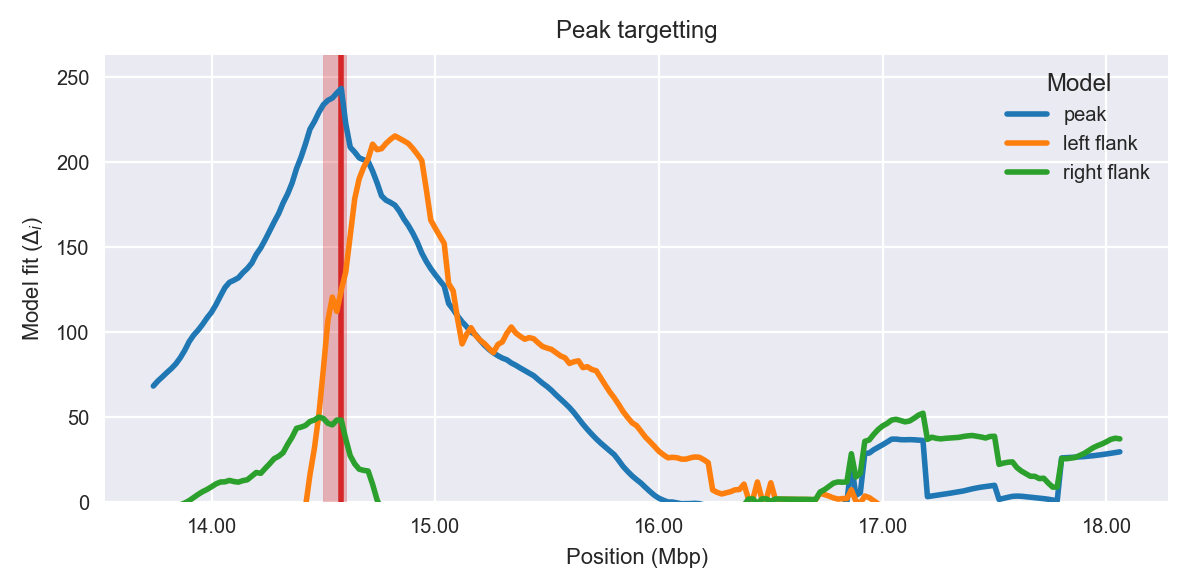 Peak targetting
Model fit (Δi)
250
200
150
100
50
0
Model
peak
left flank
right flank
14.00
15.00
16.00
17.00
18.00
Position (Mbp)